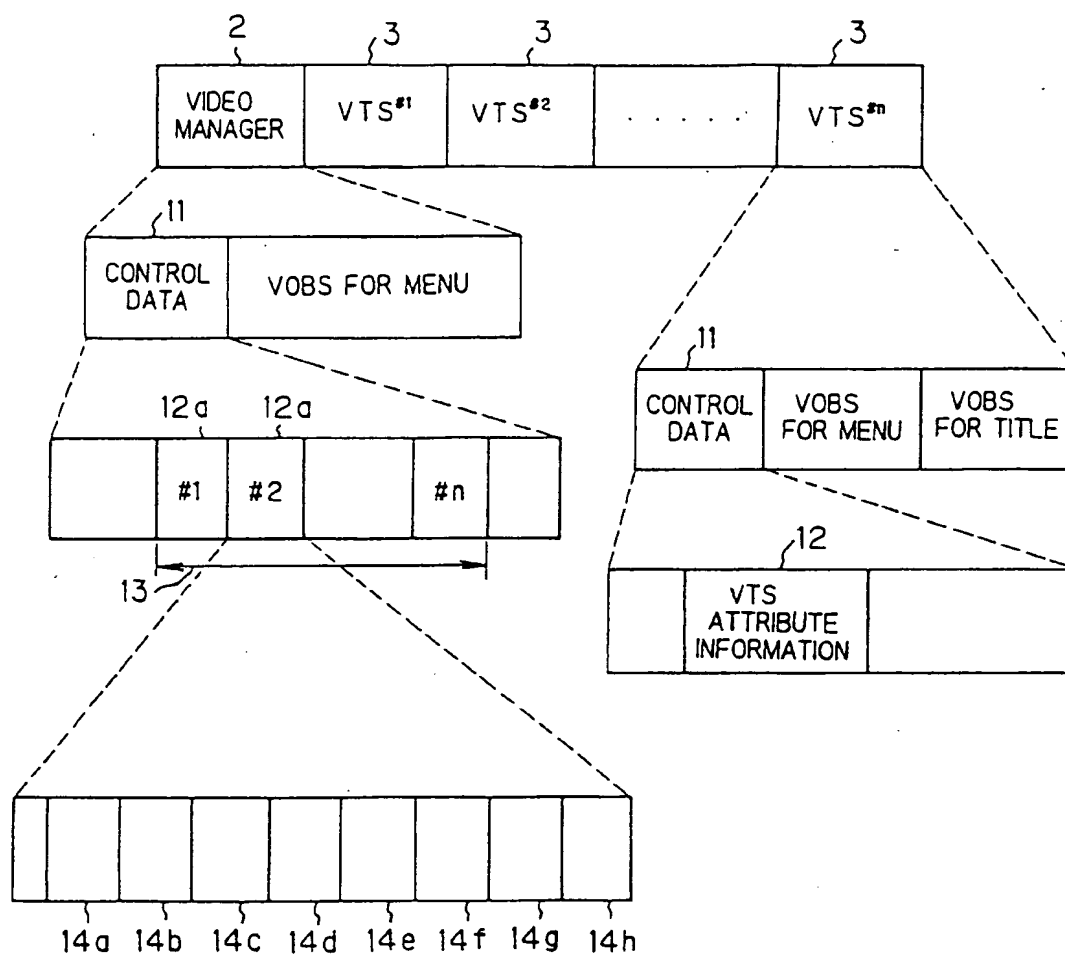 2 3 3 3
VIDEO
MANAGER
VTS#1 VTS#2 ..... VTS#n
11
CONTROL
DATA
VOBS FOR MENU
11
CONTROL
DATA
VOBS
FOR MENU
VOBS
FOR TITLE
12a 12a
#1 #2 #n
13
12
VTS
ATTRIBUTE
INFORMATION
14a 14b 14c 14d 14e 14f 14g 14h